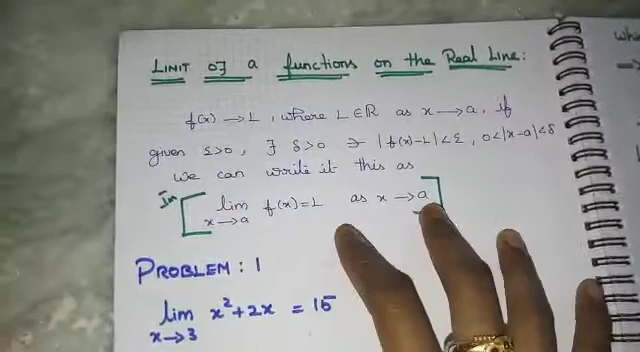 LIMIT OF a functions on the Real Line:
f(x) → L, where L ∈ ℝ as x → a, if
given ε>0, ∃ δ>0 ∋ |f(x)-L|<ε, 0<|x-a|<δ
we can write it this as
Im [ lim x→a f(x)=L as x → a ]
PROBLEM: 1
lim x→3 x²+2x = 15